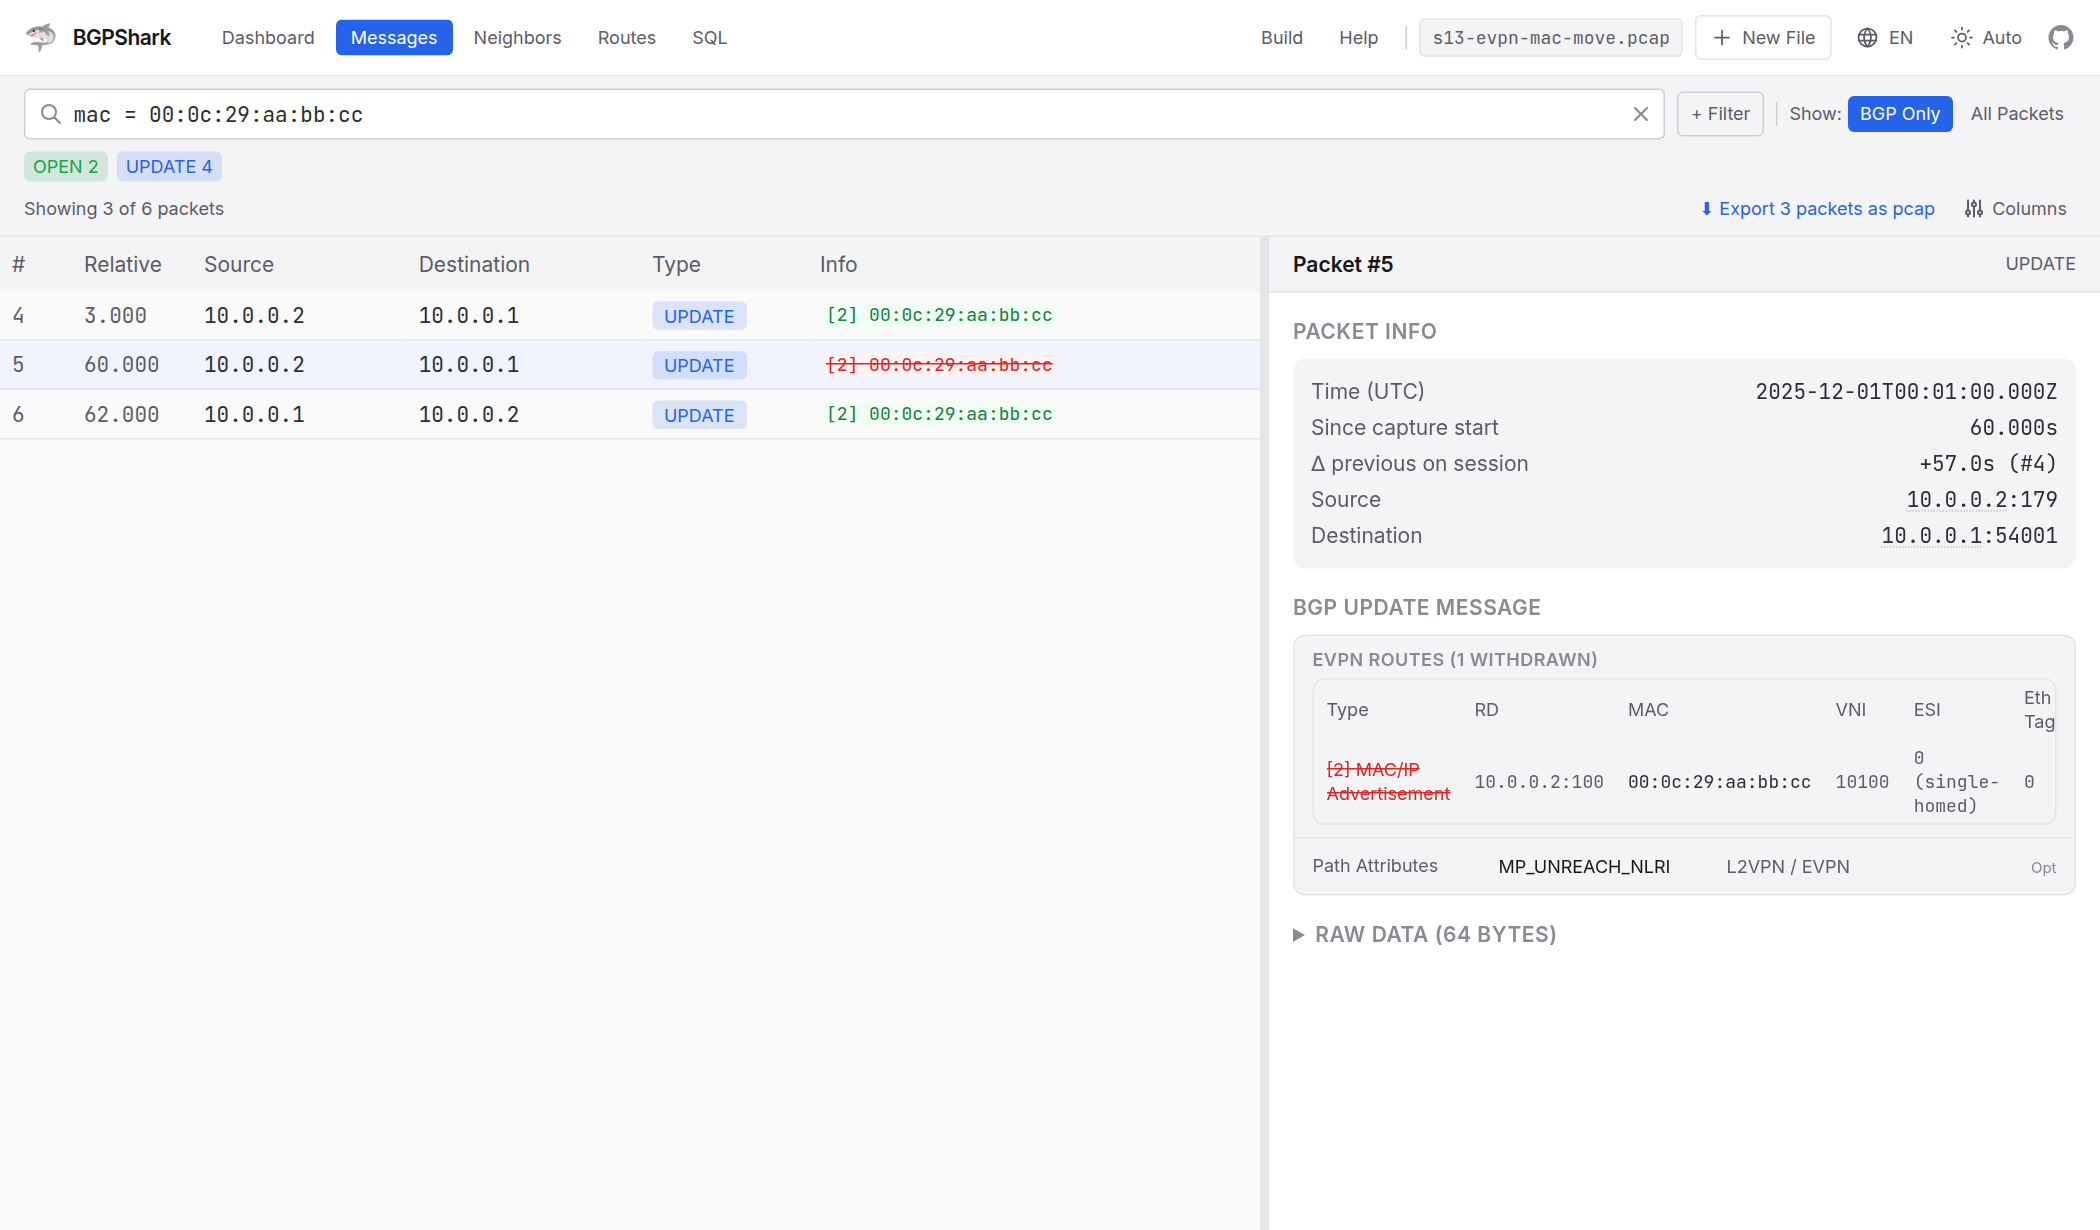 BGPShark Dashboard Messages Neighbors Routes SQL Build Help s13-evpn-mac-move.pcap New File EN Auto
mac = 00:0c:29:aa:bb:cc + Filter Show: BGP Only All Packets
OPEN 2 UPDATE 4
Showing 3 of 6 packets ⬇ Export 3 packets as pcap Columns
# Relative Source Destination Type Info
4 3.000 10.0.0.2 10.0.0.1 UPDATE [2] 00:0c:29:aa:bb:cc
5 60.000 10.0.0.2 10.0.0.1 UPDATE [2] 00:0c:29:aa:bb:cc
6 62.000 10.0.0.1 10.0.0.2 UPDATE [2] 00:0c:29:aa:bb:cc
Packet #5 UPDATE
PACKET INFO
Time (UTC) 2025-12-01T00:01:00.000Z
Since capture start 60.000s
Δ previous on session +57.0s (#4)
Source 10.0.0.2:179
Destination 10.0.0.1:54001
BGP UPDATE MESSAGE
EVPN ROUTES (1 WITHDRAWN)
Type RD MAC VNI ESI Eth
Tag
[2] MAC/IP
Advertisement
10.0.0.2:100 00:0c:29:aa:bb:cc 10100
0
(single-
homed)
0
Path Attributes MP_UNREACH_NLRI L2VPN / EVPN Opt
▶ RAW DATA (64 BYTES)